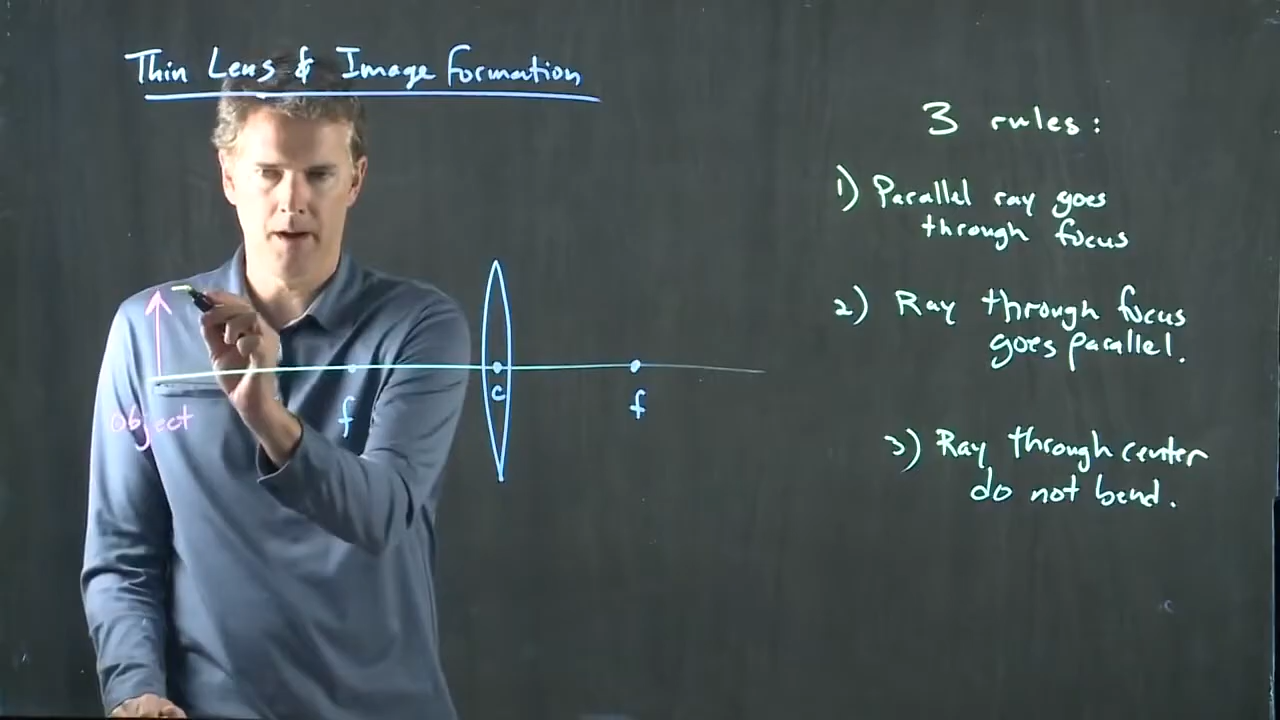 Thin Lens & Image Formation
3 rules:
1) Parallel ray goes
through focus
2) Ray through focus
goes parallel.
3) Ray through center
do not bend.
Object
f
c
f